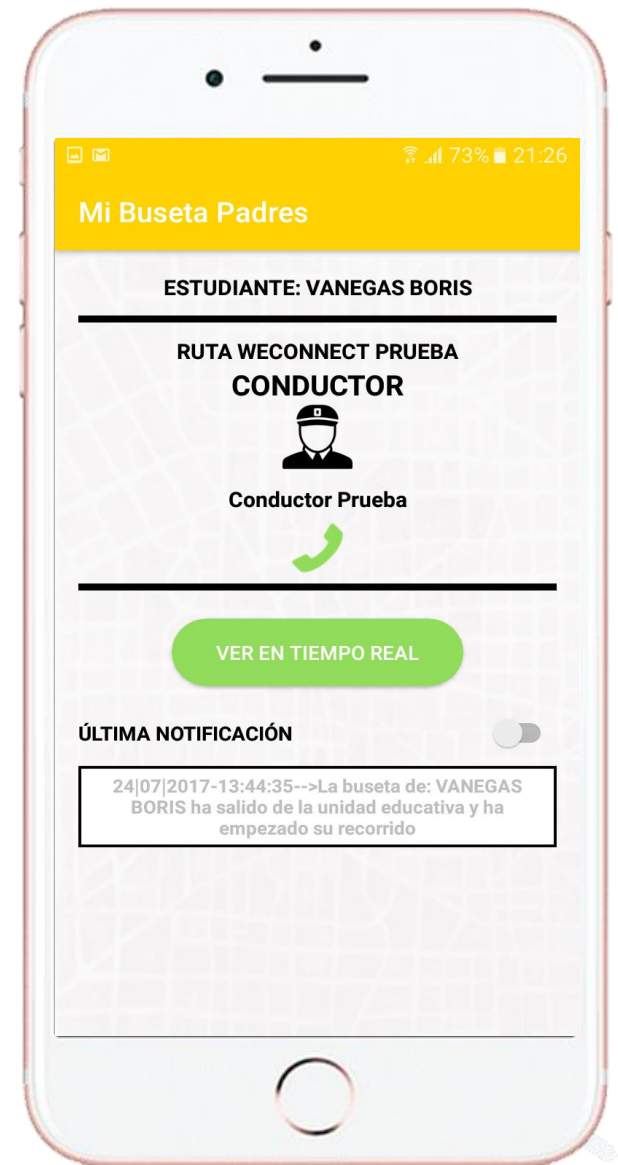 73% 21:26
Mi Buseta Padres
ESTUDIANTE: VANEGAS BORIS
RUTA WECONNECT PRUEBA
CONDUCTOR
Conductor Prueba
VER EN TIEMPO REAL
ÚLTIMA NOTIFICACIÓN
24|07|2017-13:44:35-->La buseta de: VANEGAS
BORIS ha salido de la unidad educativa y ha
empezado su recorrido